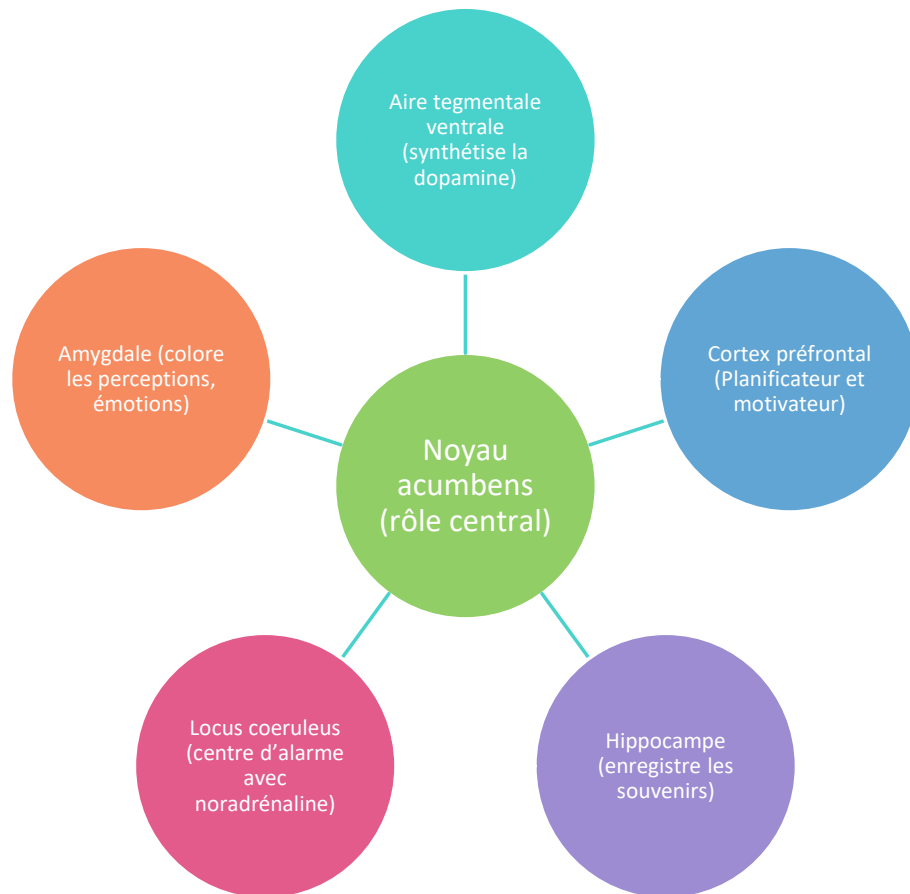 Aire tegmentale
ventrale
(synthétise la
dopamine)
Amygdale (colore
les perceptions,
émotions)
Cortex préfrontal
(Planificateur et
motivateur)
Noyau
acumbens
(rôle central)
Locus coeruleus
(centre d’alarme
avec
noradrénaline)
Hippocampe
(enregistre les
souvenirs)